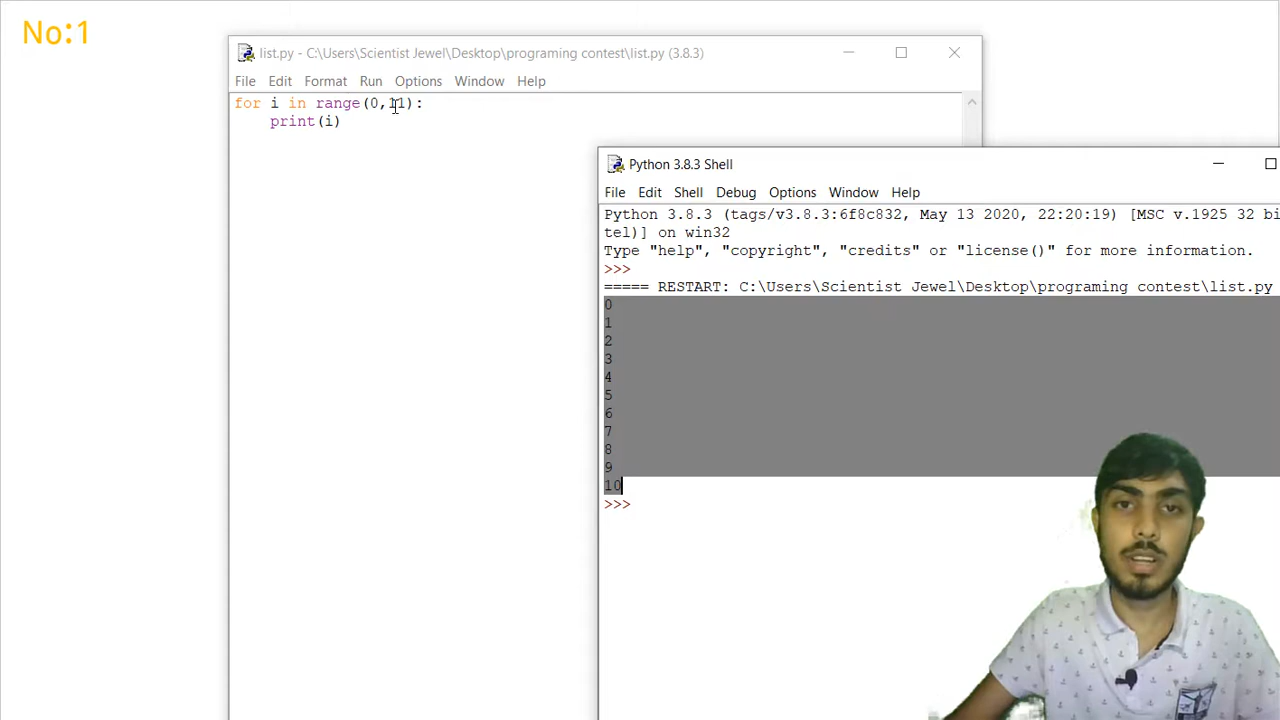 No:1
list.py - C:\Users\Scientist Jewel\Desktop\programing contest\list.py (3.8.3)
File Edit Format Run Options Window Help
for i in range(0,11):
    print(i)
Python 3.8.3 Shell
File Edit Shell Debug Options Window Help
Python 3.8.3 (tags/v3.8.3:6f8c832, May 13 2020, 22:20:19) [MSC v.1925 32 bi
tel)] on win32
Type "help", "copyright", "credits" or "license()" for more information.
>>>
===== RESTART: C:\Users\Scientist Jewel\Desktop\programing contest\list.py
0
1
2
3
4
5
6
7
8
9
10
>>>